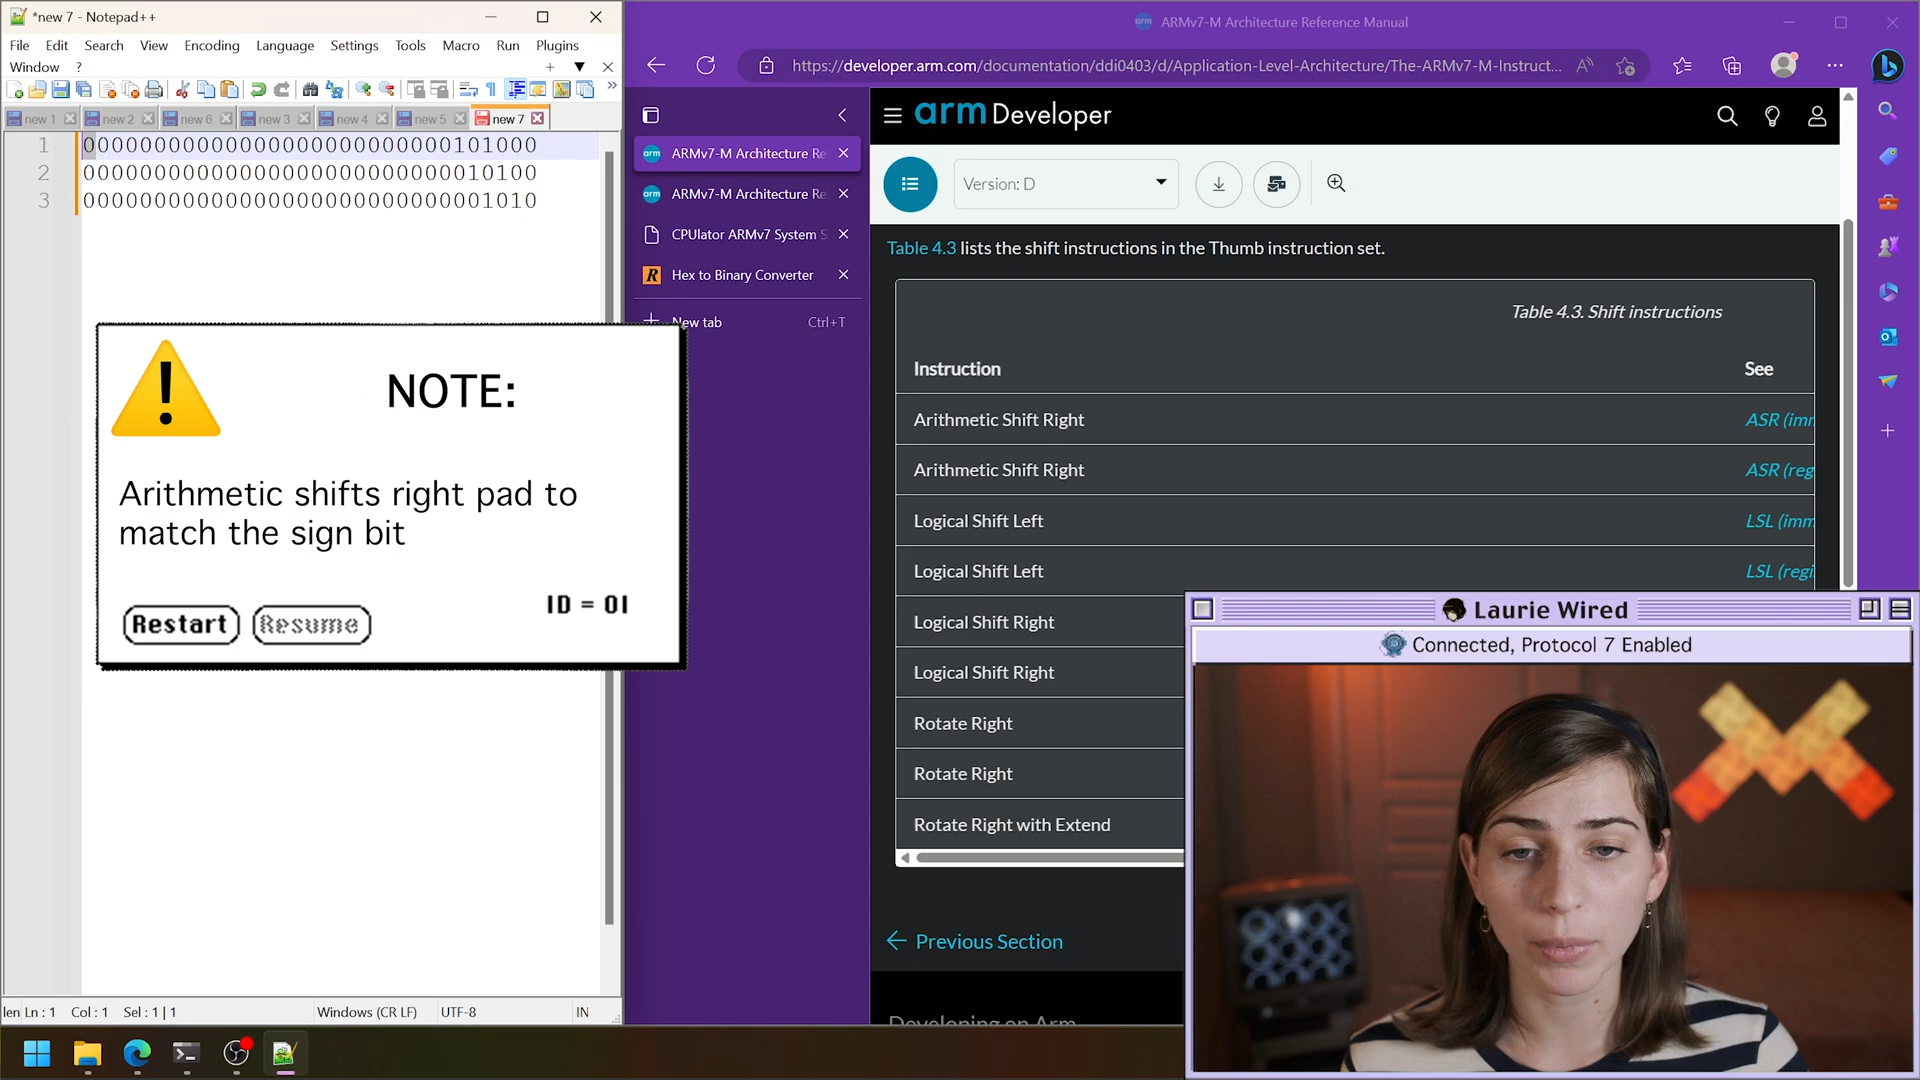 *new 7 - Notepad++
File Edit Search View Encoding Language Settings Tools Macro Run Plugins
Window ?
new 1 new 2 new 6 new 3 new 4 new 5 new 7
1 00000000000000000000000000101000
2 00000000000000000000000000010100
3 00000000000000000000000000001010
NOTE:
Arithmetic shifts right pad to
match the sign bit
Restart Resume
ID = 01
len Ln : 1 Col : 1 Sel : 1 | 1 Windows (CR LF) UTF-8 IN
arm ARMv7-M Architecture Reference Manual
https://developer.arm.com/documentation/ddi0403/d/Application-Level-Architecture/The-ARMv7-M-Instruct...
arm ARMv7-M Architecture Re
arm ARMv7-M Architecture Re
CPUlator ARMv7 System S
R Hex to Binary Converter
New tab Ctrl+T
arm Developer
Version: D
Table 4.3 lists the shift instructions in the Thumb instruction set.
Table 4.3. Shift instructions
Instruction See
Arithmetic Shift Right ASR (imm
Arithmetic Shift Right ASR (reg
Logical Shift Left LSL (imm
Logical Shift Left LSL (regi
Logical Shift Right
Logical Shift Right
Rotate Right
Rotate Right
Rotate Right with Extend
Previous Section
Developing on Arm
Laurie Wired
Connected, Protocol 7 Enabled